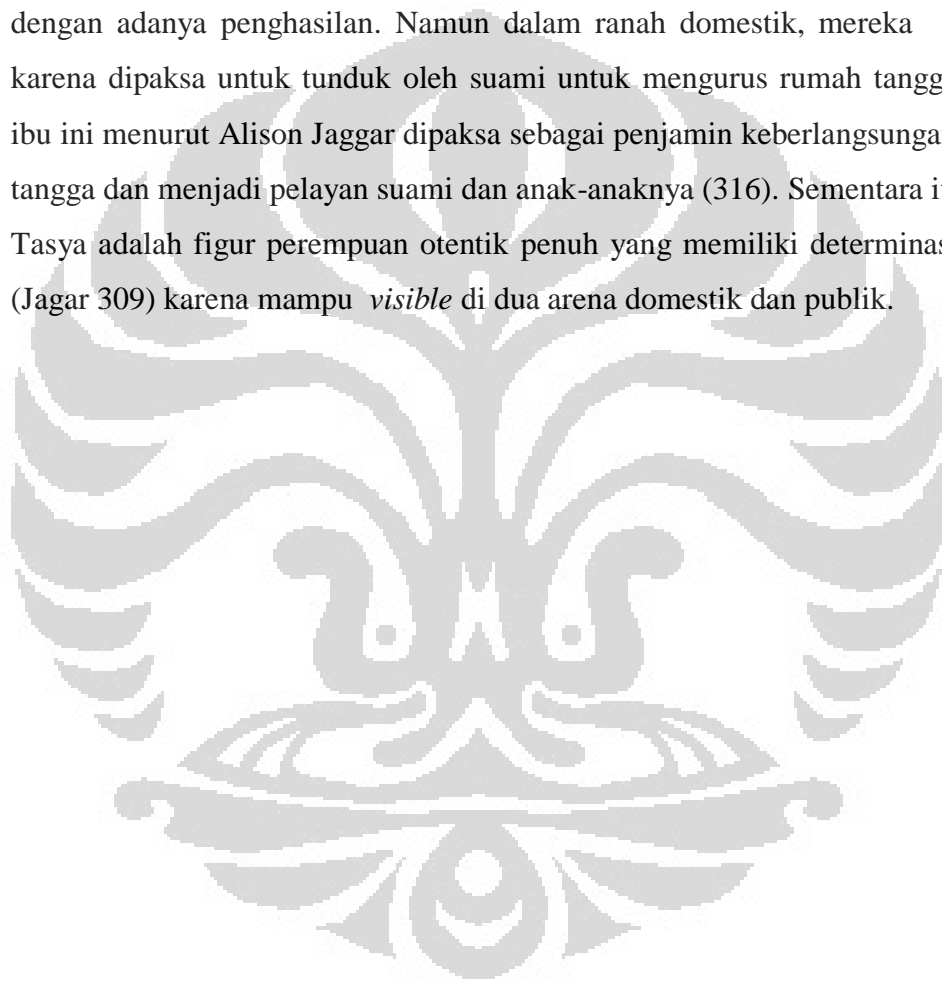 dengan adanya penghasilan. Namun dalam ranah domestik, mereka
karena dipaksa untuk tunduk oleh suami untuk mengurus rumah tangg
ibu ini menurut Alison Jaggar dipaksa sebagai penjamin keberlangsunga
tangga dan menjadi pelayan suami dan anak-anaknya (316). Sementara it
Tasya adalah figur perempuan otentik penuh yang memiliki determinas
(Jagar 309) karena mampu visible di dua arena domestik dan publik.